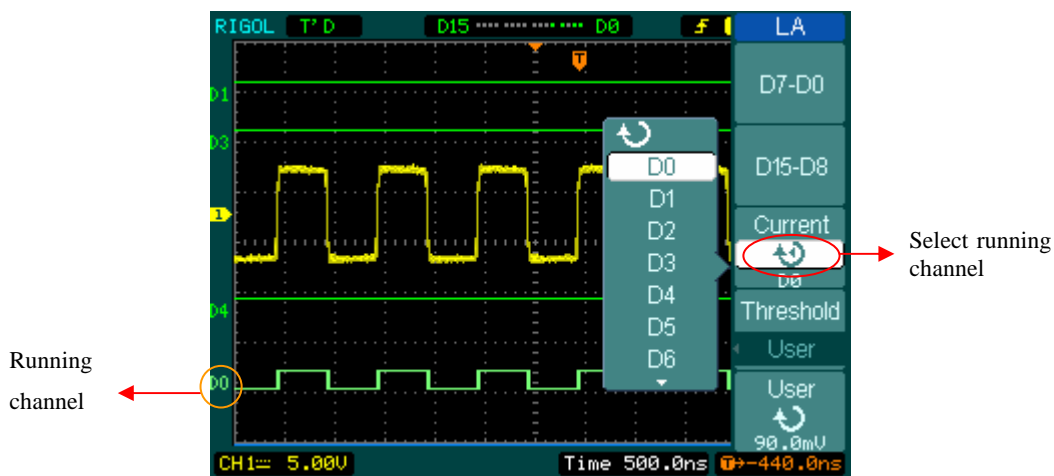 RIGOL T'D D15 D0 LA
D1
D3
1
D4
D0
D0
D1
D2
D3
D4
D5
D6
D7-D0
D15-D8
Current
D0
Threshold
User
User
90.0mV
CH1 5.00V Time 500.0ns T→-440.0ns
T
Select running
channel
Running
channel